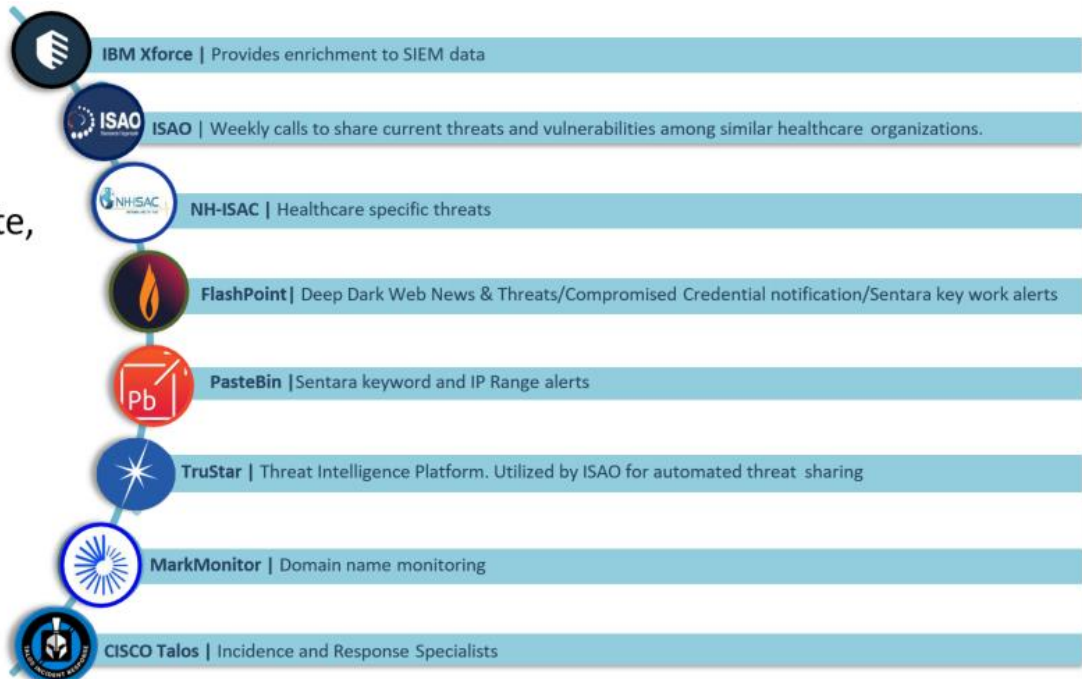 IBM Xforce | Provides enrichment to SIEM data
ISAO
ISAO | Weekly calls to share current threats and vulnerabilities among similar healthcare organizations.
NH-ISAC
NH-ISAC | Healthcare specific threats
FlashPoint| Deep Dark Web News & Threats/Compromised Credential notification/Sentara key work alerts
Pb
PasteBin |Sentara keyword and IP Range alerts
TruStar | Threat Intelligence Platform. Utilized by ISAO for automated threat sharing
MarkMonitor | Domain name monitoring
TALOS INCIDENT RESPONSE
CISCO Talos | Incidence and Response Specialists